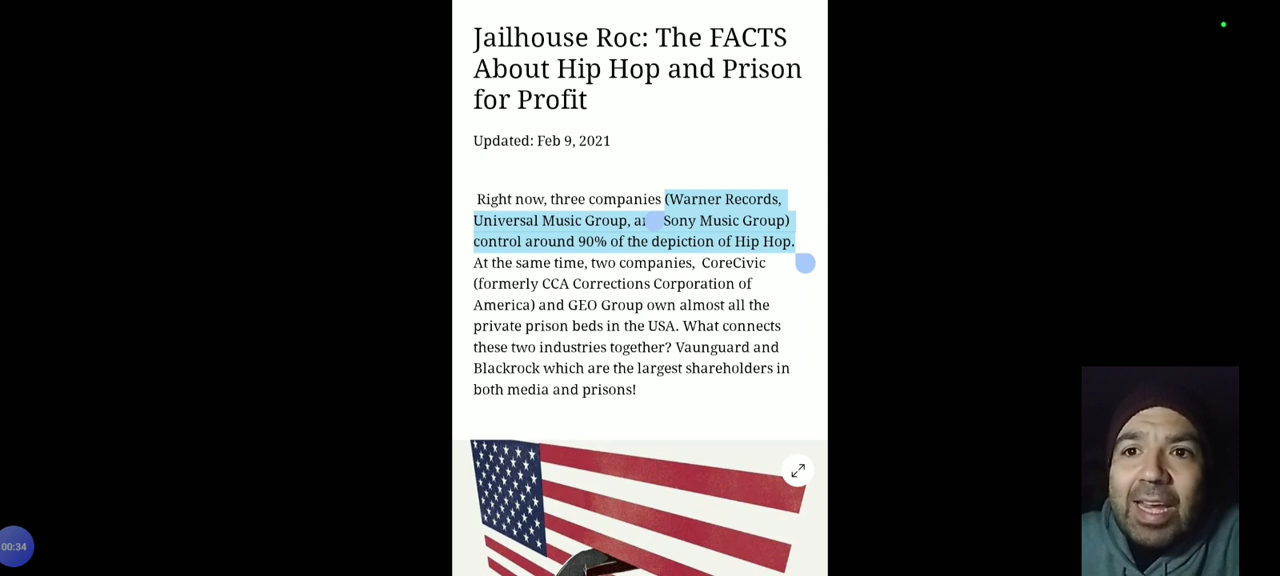 Jailhouse Roc: The FACTS
About Hip Hop and Prison
for Profit
Updated: Feb 9, 2021
Right now, three companies (Warner Records,
Universal Music Group, Sony Music Group)
control around 90% of the depiction of Hip Hop.
At the same time, two companies, CoreCivic
(formerly CCA Corrections Corporation of
America) and GEO Group own almost all the
private prison beds in the USA. What connects
these two industries together? Vaunguard and
Blackrock which are the largest shareholders in
both media and prisons!
00:34